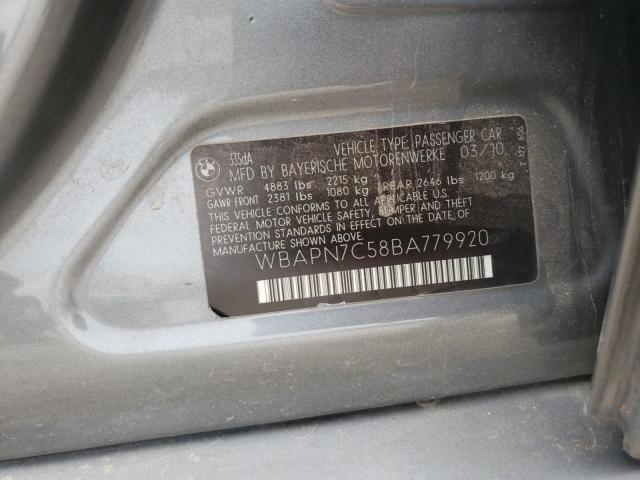 BMW
335dA
VEHICLE TYPE: PASSENGER CAR
MFD BY BAYERISCHE MOTORENWERKE 03/10
GVWR 4883 lbs 2215 kg
GAWR FRONT 2381 lbs 1080 kg REAR 2646 lbs 1200 kg
THIS VEHICLE CONFORMS TO ALL APPLICABLE
FEDERAL MOTOR VEHICLE SAFETY, BUMPER AND THEFT
PREVENTION STANDARDS IN EFFECT ON THE DATE OF
MANUFACTURE SHOWN ABOVE.
WBAPN7C58BA779920